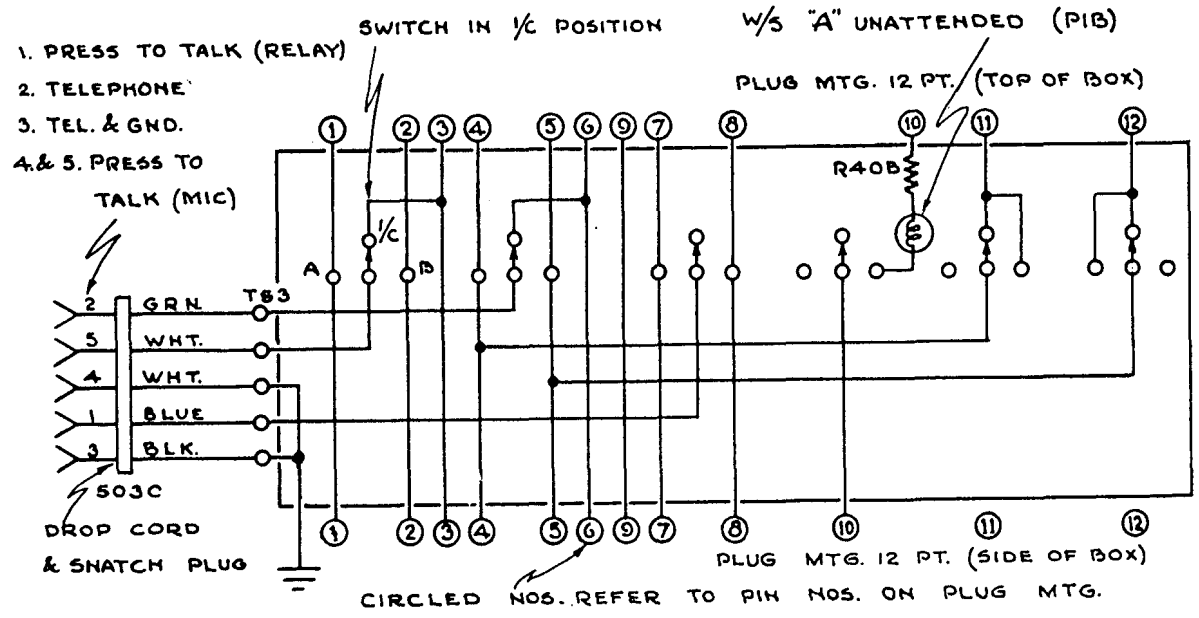 SWITCH IN I/C POSITION
W/S "A" UNATTENDED (PIB)
1. PRESS TO TALK (RELAY)
2. TELEPHONE
3. TEL. & GND.
4. & 5. PRESS TO
TALK (MIC)
PLUG MTG. 12 PT. (TOP OF BOX)
1 2 3 4 5 6 9 7 8 10 11 12
R40B
I/C
A B
TS3
2 GRN.
5 WHT.
4 WHT.
1 BLUE
3 BLK.
503C
DROP CORD
& SNATCH PLUG
1 2 3 4 5 6 9 7 8 10 11 12
PLUG MTG. 12 PT. (SIDE OF BOX)
CIRCLED NOS. REFER TO PIN NOS. ON PLUG MTG.